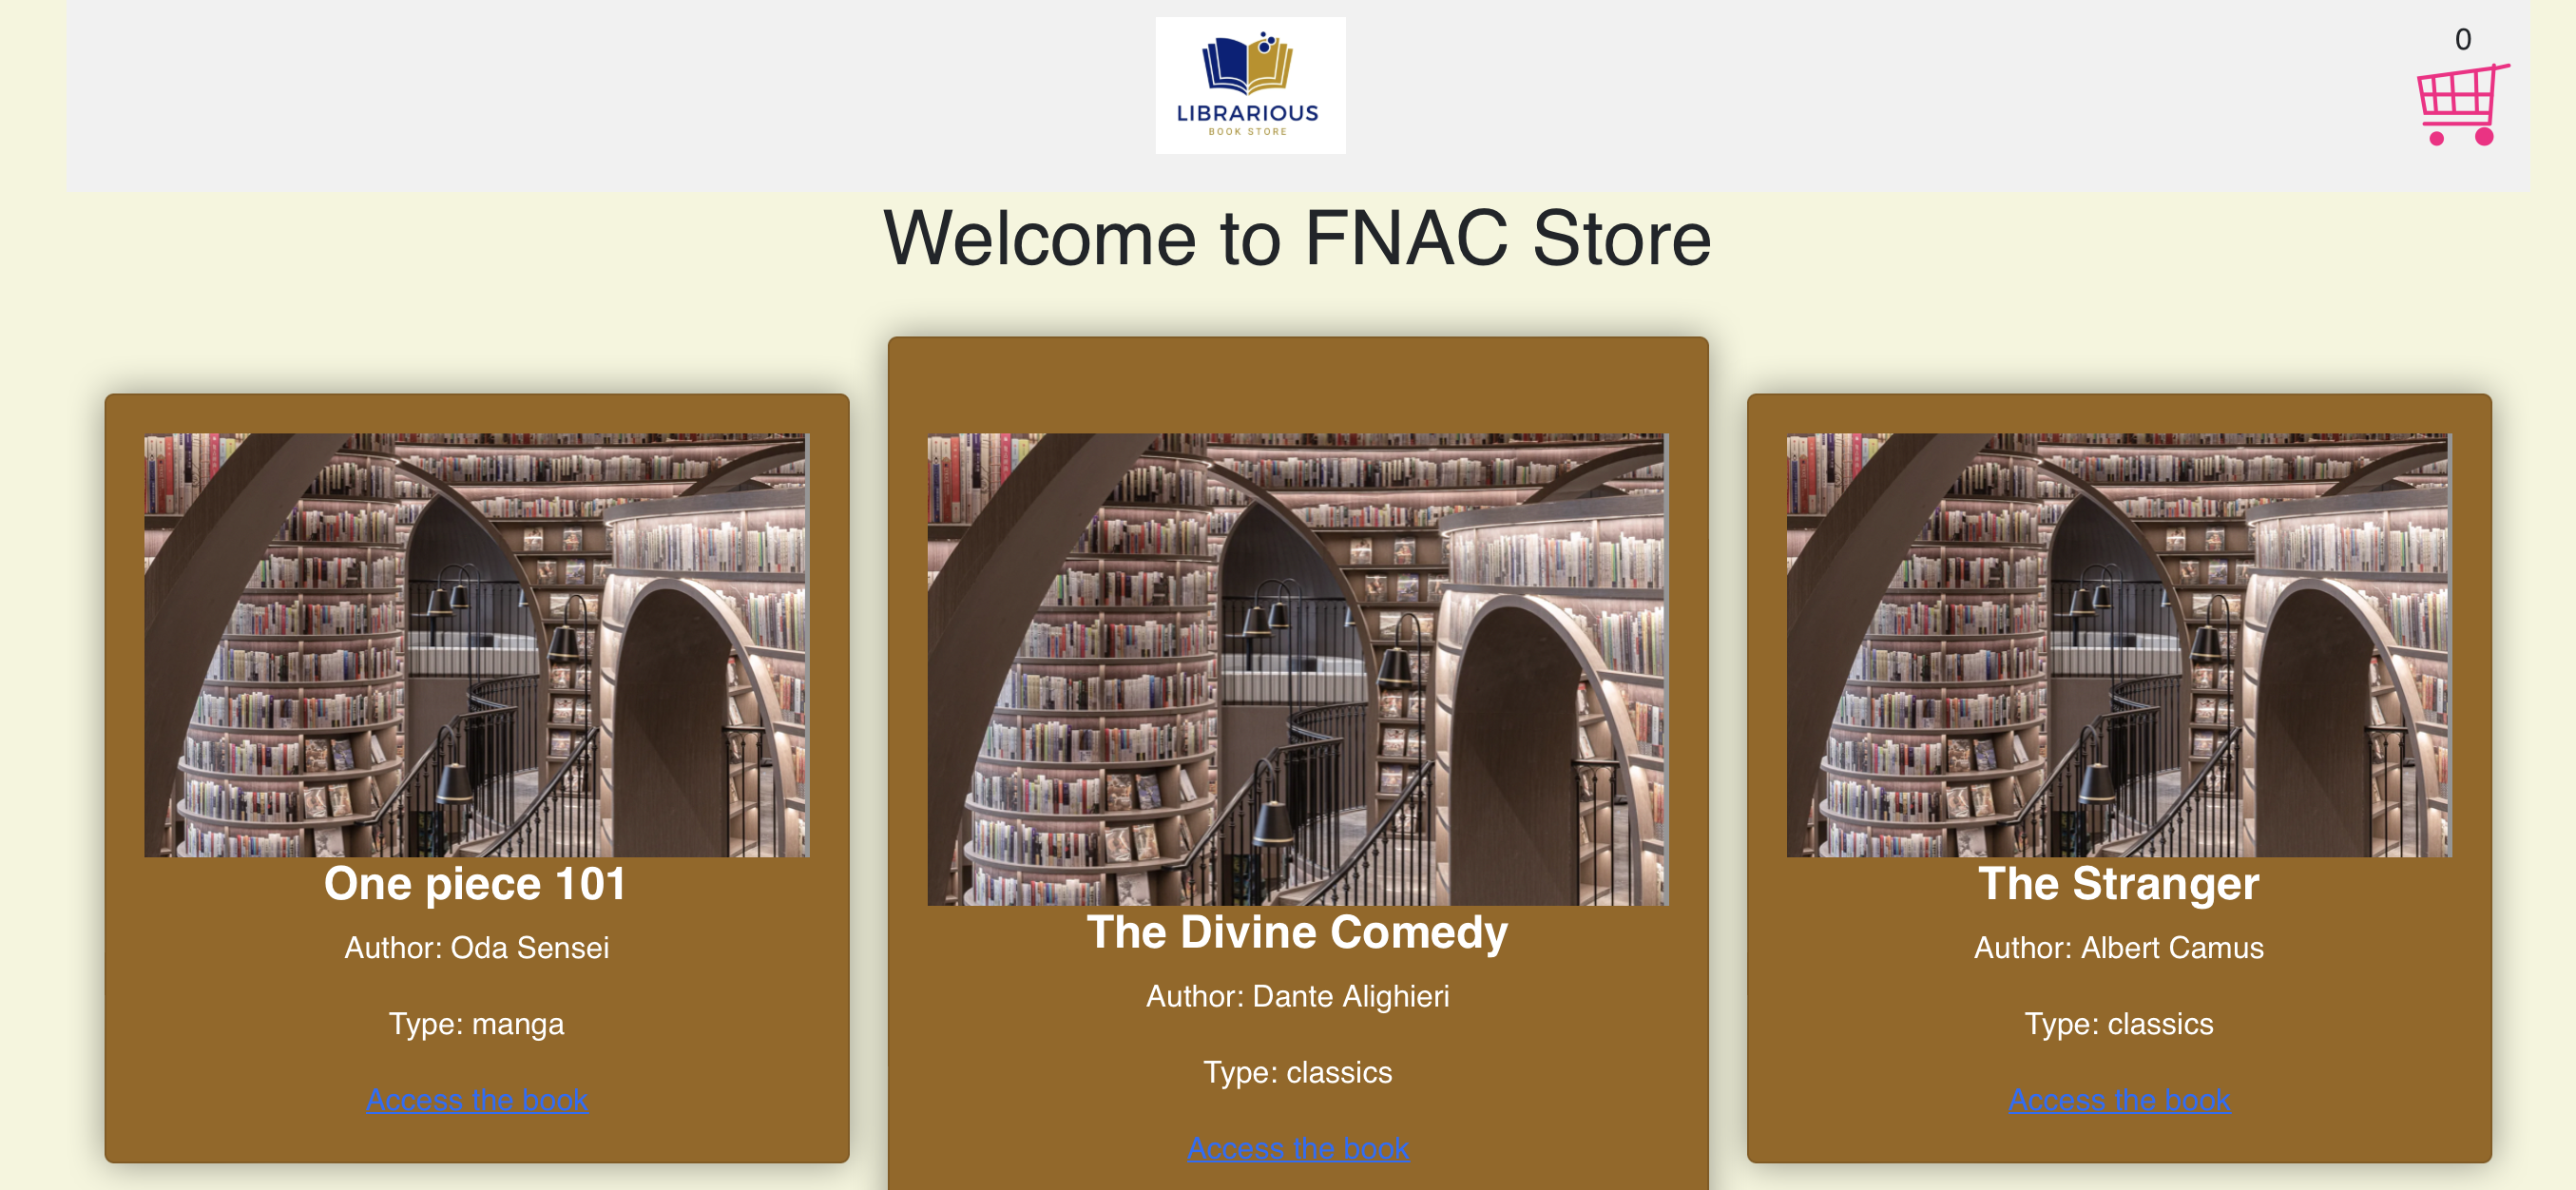 LIBRARIOUS
BOOK STORE
0
Welcome to FNAC Store
One piece 101
Author: Oda Sensei
Type: manga
Access the book
The Divine Comedy
Author: Dante Alighieri
Type: classics
Access the book
The Stranger
Author: Albert Camus
Type: classics
Access the book